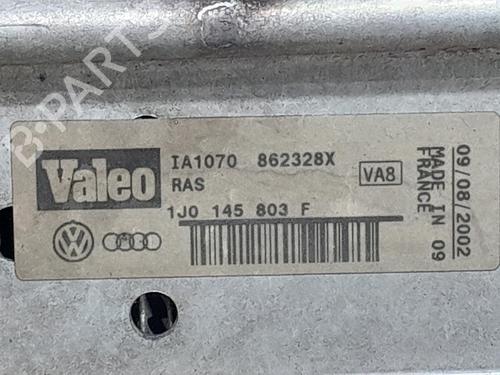 B-PARTS
Valeo
IA1070 862328X
RAS
VA8
1J0 145 803 F
09/08/2002
MADE IN 09
FRANCE